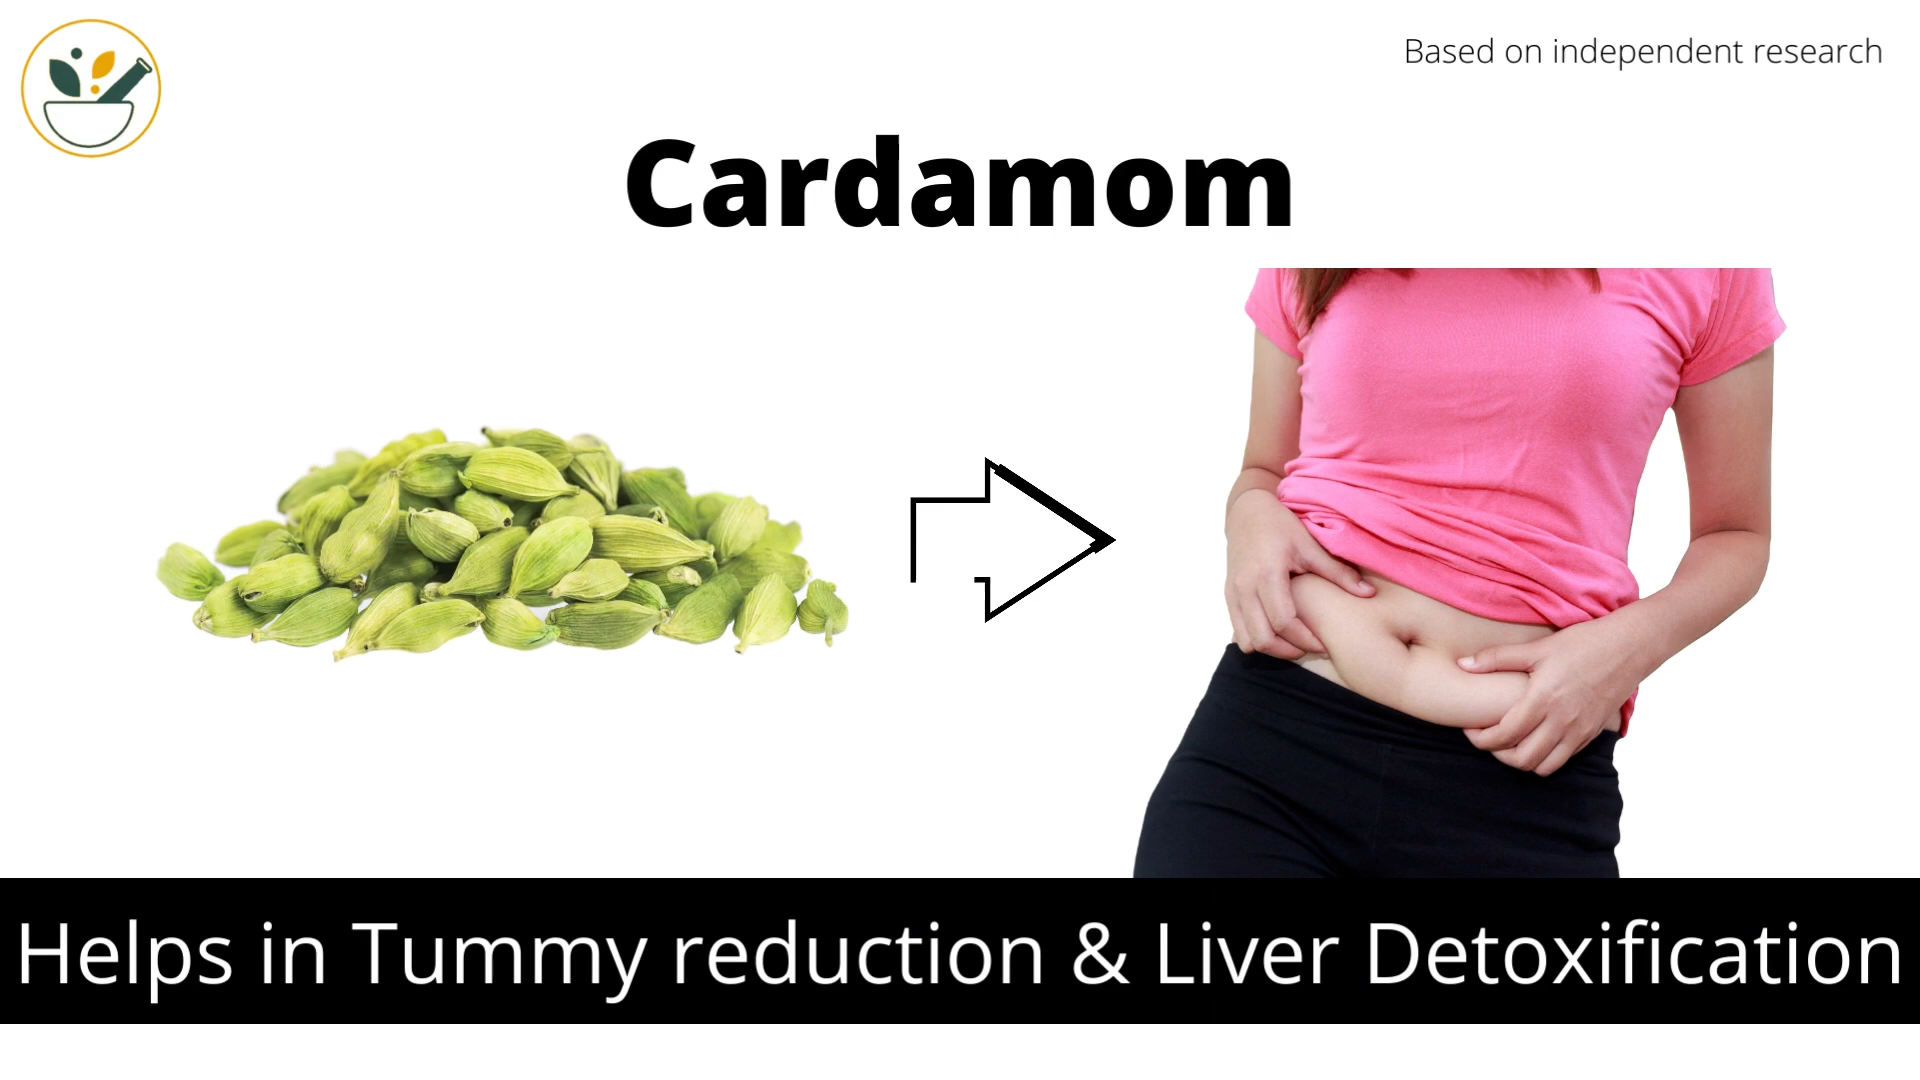 Based on independent research
Cardamom
Helps in Tummy reduction & Liver Detoxification